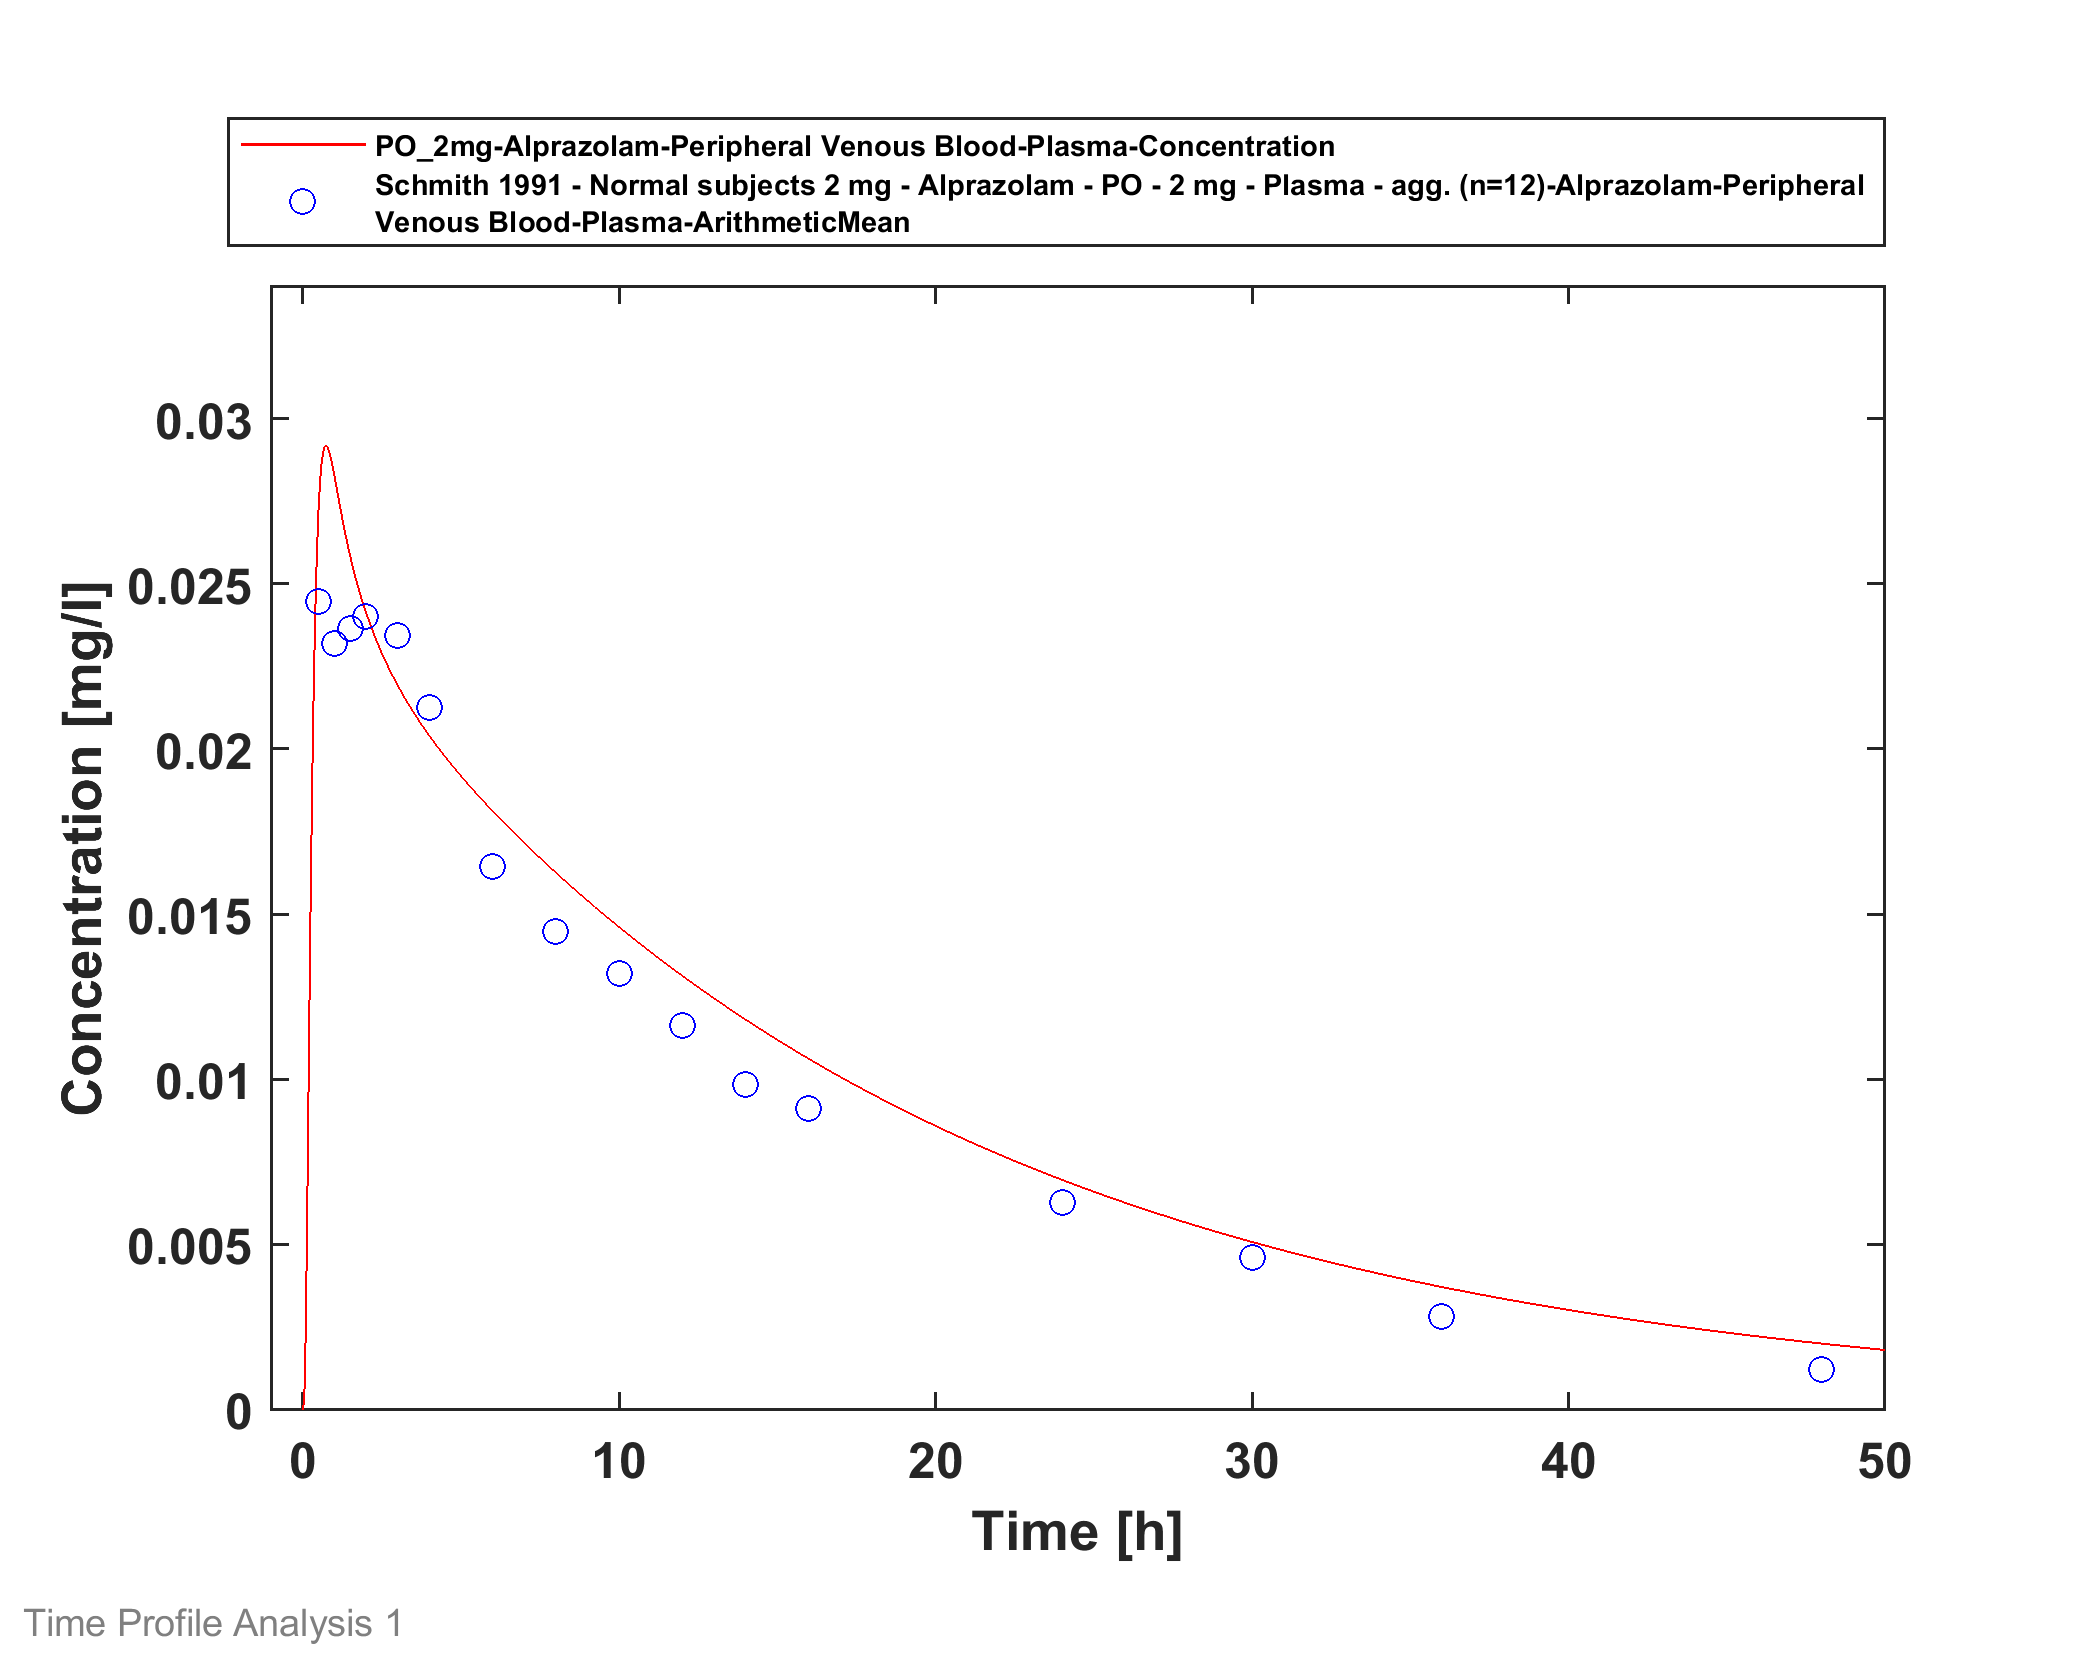 PO_2mg-Alprazolam-Peripheral Venous Blood-Plasma-Concentration
Schmith 1991 - Normal subjects 2 mg - Alprazolam - PO - 2 mg - Plasma - agg. (n=12)-Alprazolam-Peripheral
Venous Blood-Plasma-ArithmeticMean
0.03
0.025
0.02
0.015
0.01
0.005
0
Concentration [mg/l]
0 10 20 30 40 50
Time [h]
Time Profile Analysis 1